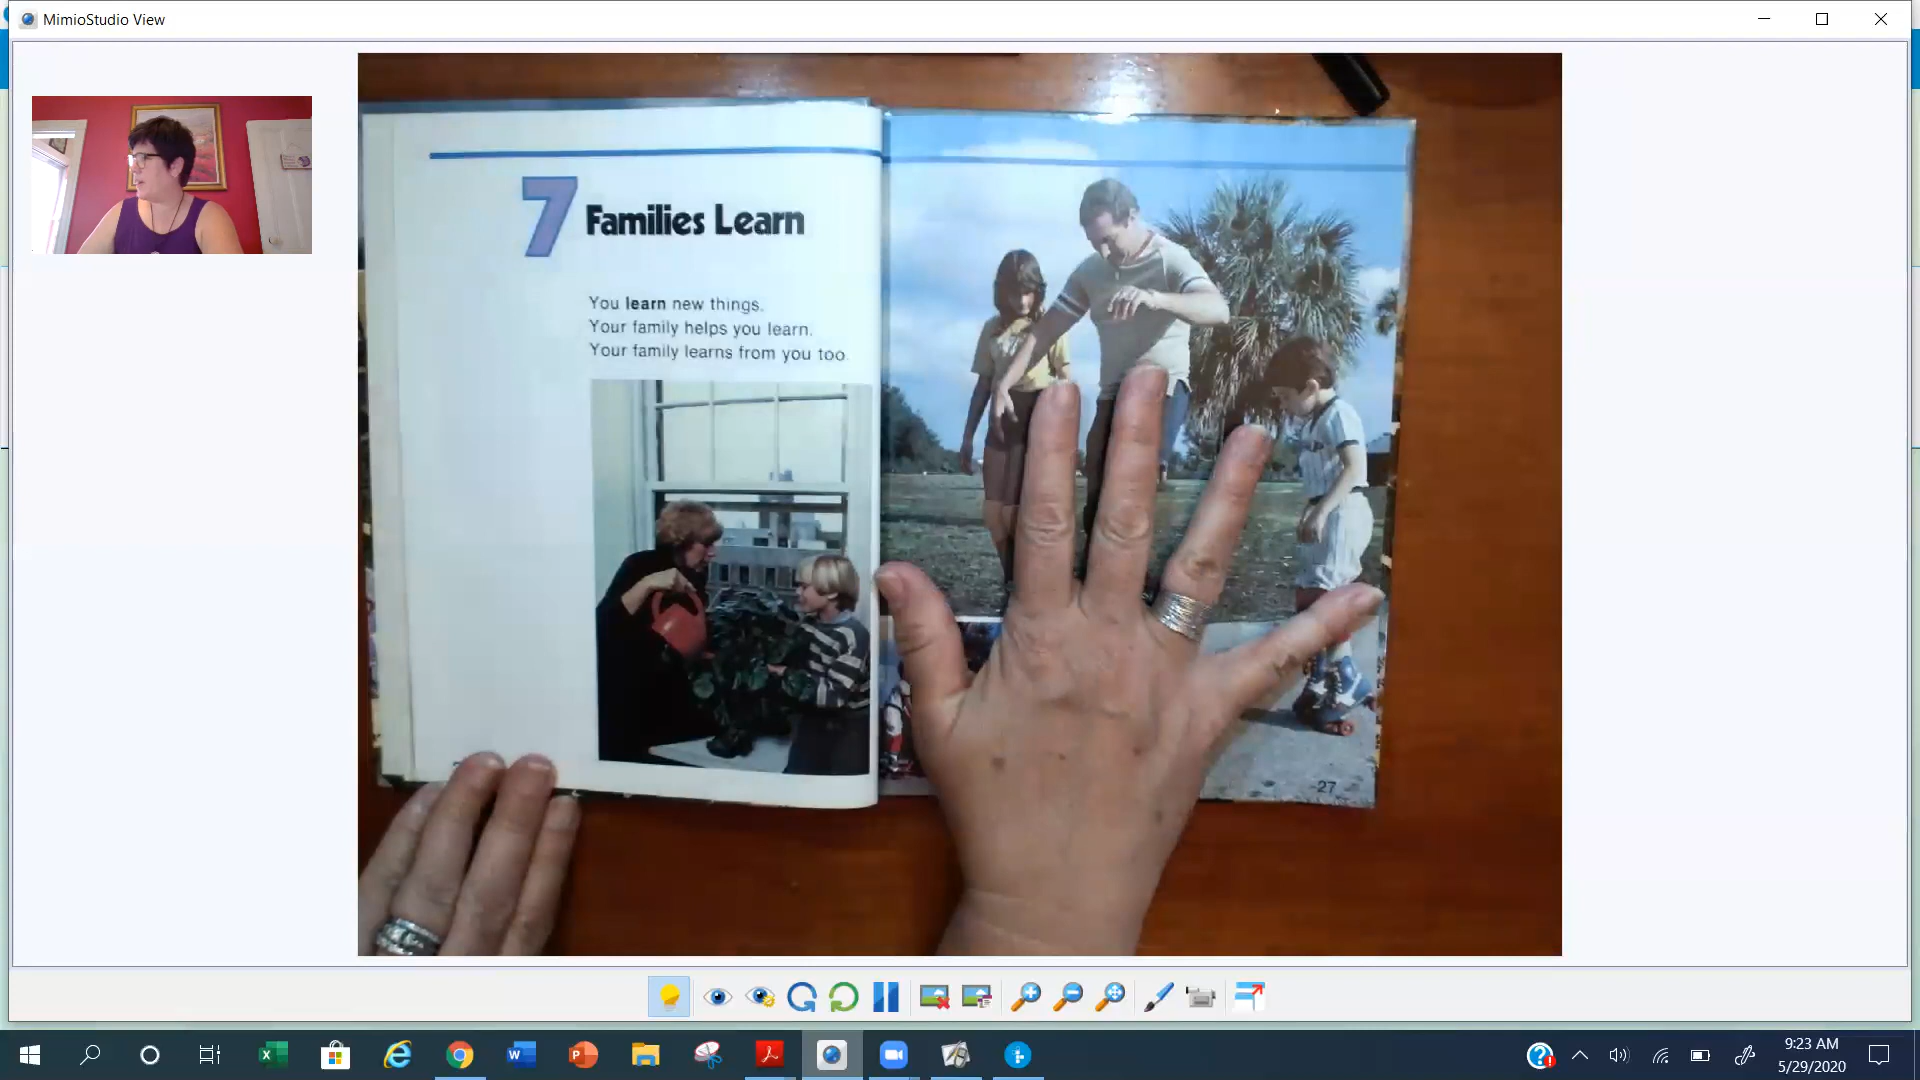 MimioStudio View
7 Families Learn
You learn new things.
Your family helps you learn.
Your family learns from you too.
27
9:23 AM
5/29/2020